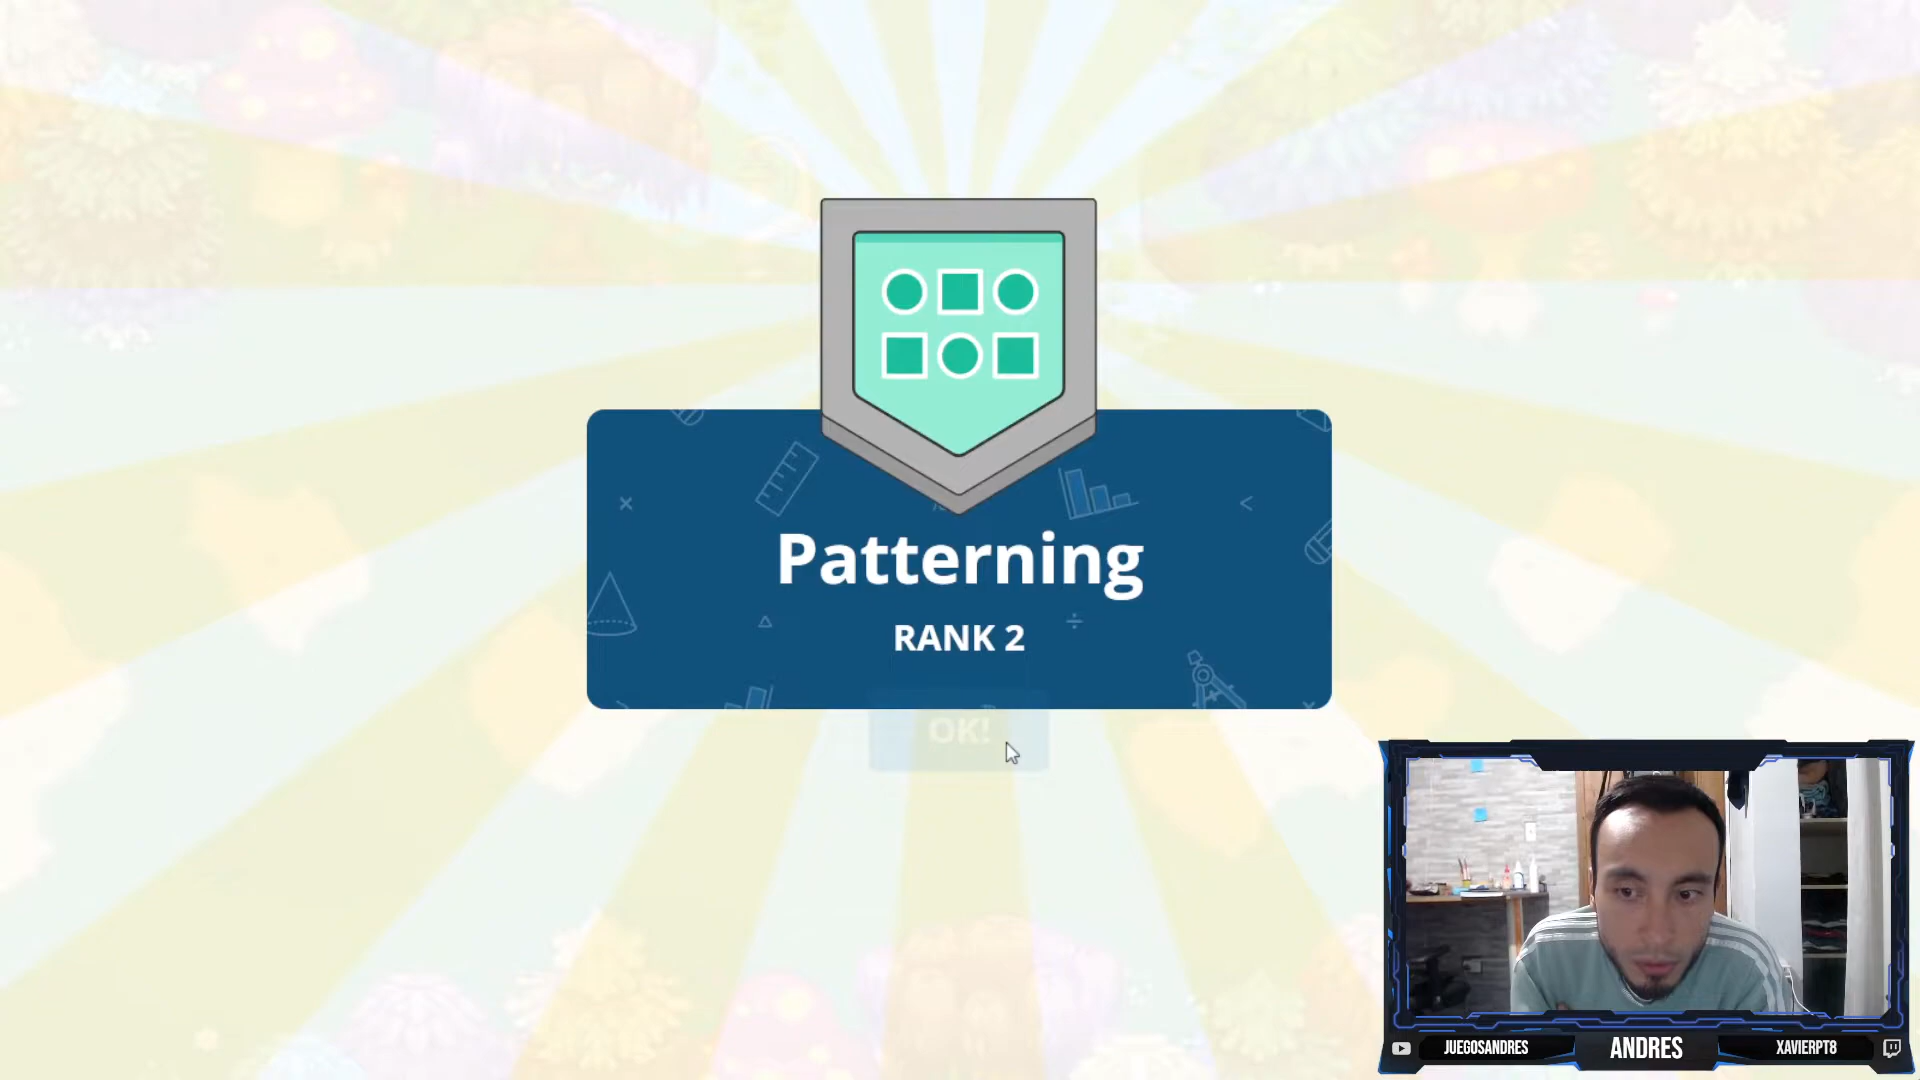 Patterning
RANK 2
OK!
JUEGOSANDRES
ANDRES
XAVIERPT8